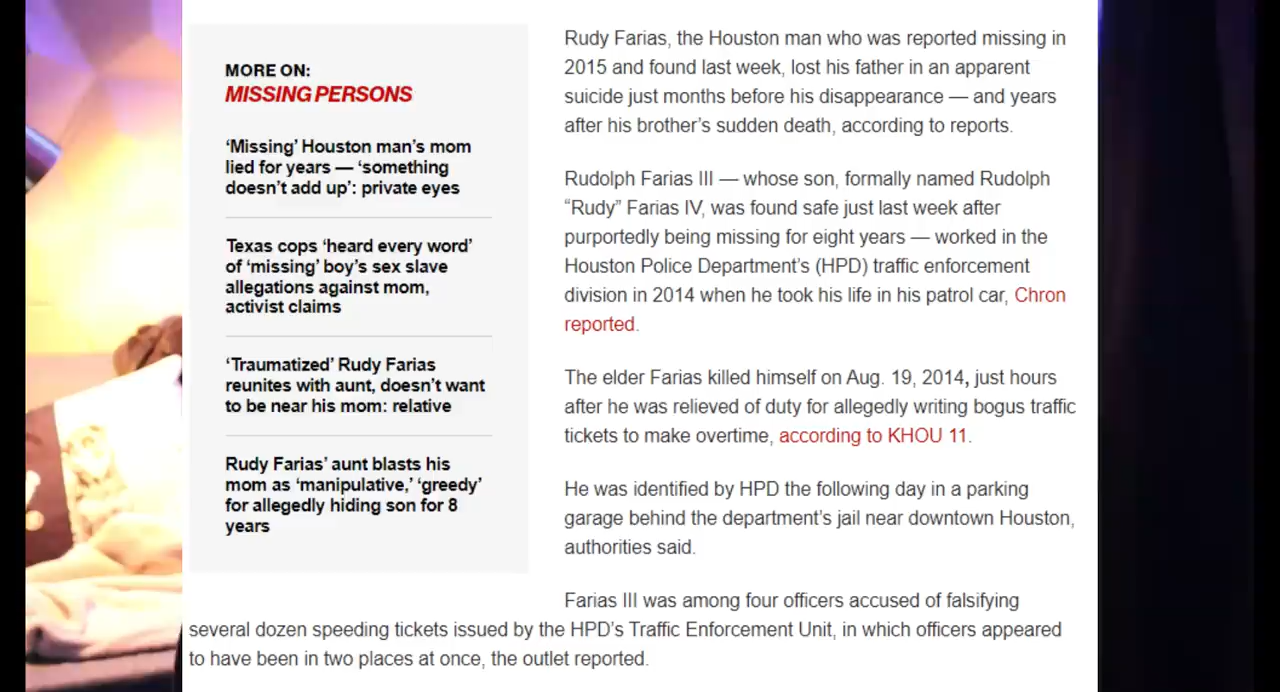 MORE ON:
MISSING PERSONS
‘Missing’ Houston man’s mom
lied for years — ‘something
doesn’t add up’: private eyes
Texas cops ‘heard every word’
of ‘missing’ boy’s sex slave
allegations against mom,
activist claims
‘Traumatized’ Rudy Farias
reunites with aunt, doesn’t want
to be near his mom: relative
Rudy Farias’ aunt blasts his
mom as ‘manipulative,’ ‘greedy’
for allegedly hiding son for 8
years
Rudy Farias, the Houston man who was reported missing in
2015 and found last week, lost his father in an apparent
suicide just months before his disappearance — and years
after his brother’s sudden death, according to reports.
Rudolph Farias III — whose son, formally named Rudolph
“Rudy” Farias IV, was found safe just last week after
purportedly being missing for eight years — worked in the
Houston Police Department’s (HPD) traffic enforcement
division in 2014 when he took his life in his patrol car, Chron
reported.
The elder Farias killed himself on Aug. 19, 2014, just hours
after he was relieved of duty for allegedly writing bogus traffic
tickets to make overtime, according to KHOU 11.
He was identified by HPD the following day in a parking
garage behind the department’s jail near downtown Houston,
authorities said.
Farias III was among four officers accused of falsifying
several dozen speeding tickets issued by the HPD’s Traffic Enforcement Unit, in which officers appeared
to have been in two places at once, the outlet reported.